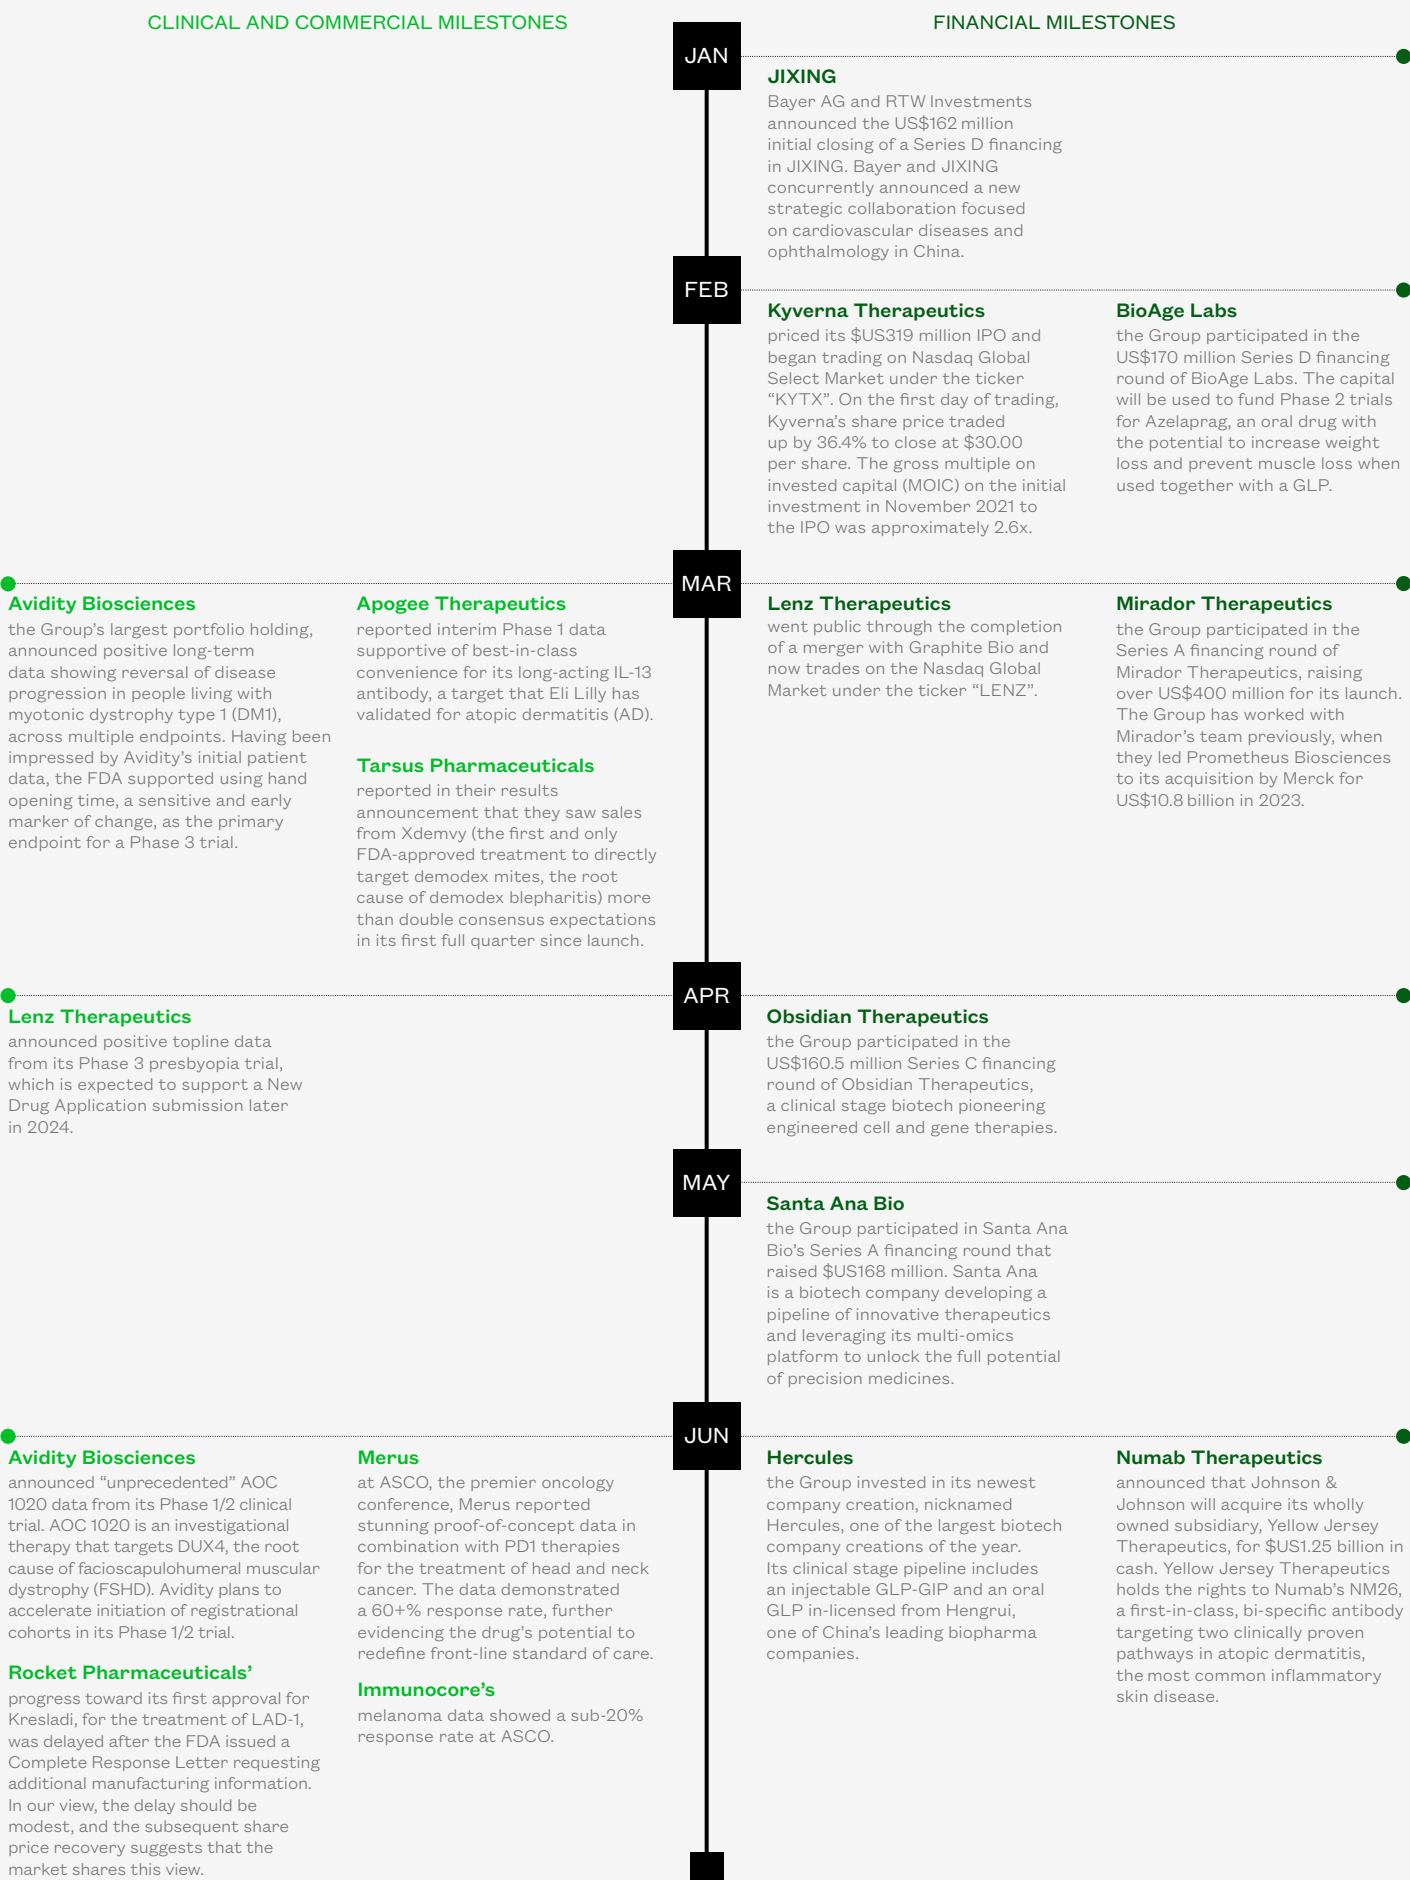 CLINICAL AND COMMERCIAL MILESTONES
FINANCIAL MILESTONES
JAN
JIXING
Bayer AG and RTW Investments
announced the US$162 million
initial closing of a Series D financing
in JIXING. Bayer and JIXING
concurrently announced a new
strategic collaboration focused
on cardiovascular diseases and
ophthalmology in China.
FEB
Kyverna Therapeutics
priced its $US319 million IPO and
began trading on Nasdaq Global
Select Market under the ticker
“KYTX”. On the first day of trading,
Kyverna’s share price traded
up by 36.4% to close at $30.00
per share. The gross multiple on
invested capital (MOIC) on the initial
investment in November 2021 to
the IPO was approximately 2.6x.
BioAge Labs
the Group participated in the
US$170 million Series D financing
round of BioAge Labs. The capital
will be used to fund Phase 2 trials
for Azelaprag, an oral drug with
the potential to increase weight
loss and prevent muscle loss when
used together with a GLP.
MAR
Avidity Biosciences
the Group’s largest portfolio holding,
announced positive long-term
data showing reversal of disease
progression in people living with
myotonic dystrophy type 1 (DM1),
across multiple endpoints. Having been
impressed by Avidity’s initial patient
data, the FDA supported using hand
opening time, a sensitive and early
marker of change, as the primary
endpoint for a Phase 3 trial.
Apogee Therapeutics
reported interim Phase 1 data
supportive of best-in-class
convenience for its long-acting IL-13
antibody, a target that Eli Lilly has
validated for atopic dermatitis (AD).
Tarsus Pharmaceuticals
reported in their results
announcement that they saw sales
from Xdemvy (the first and only
FDA-approved treatment to directly
target demodex mites, the root
cause of demodex blepharitis) more
than double consensus expectations
in its first full quarter since launch.
Lenz Therapeutics
went public through the completion
of a merger with Graphite Bio and
now trades on the Nasdaq Global
Market under the ticker “LENZ”.
Mirador Therapeutics
the Group participated in the
Series A financing round of
Mirador Therapeutics, raising
over US$400 million for its launch.
The Group has worked with
Mirador’s team previously, when
they led Prometheus Biosciences
to its acquisition by Merck for
US$10.8 billion in 2023.
APR
Lenz Therapeutics
announced positive topline data
from its Phase 3 presbyopia trial,
which is expected to support a New
Drug Application submission later
in 2024.
Obsidian Therapeutics
the Group participated in the
US$160.5 million Series C financing
round of Obsidian Therapeutics,
a clinical stage biotech pioneering
engineered cell and gene therapies.
MAY
Santa Ana Bio
the Group participated in Santa Ana
Bio’s Series A financing round that
raised $US168 million. Santa Ana
is a biotech company developing a
pipeline of innovative therapeutics
and leveraging its multi-omics
platform to unlock the full potential
of precision medicines.
JUN
Avidity Biosciences
announced “unprecedented” AOC
1020 data from its Phase 1/2 clinical
trial. AOC 1020 is an investigational
therapy that targets DUX4, the root
cause of facioscapulohumeral muscular
dystrophy (FSHD). Avidity plans to
accelerate initiation of registrational
cohorts in its Phase 1/2 trial.
Rocket Pharmaceuticals’
progress toward its first approval for
Kresladi, for the treatment of LAD-1,
was delayed after the FDA issued a
Complete Response Letter requesting
additional manufacturing information.
In our view, the delay should be
modest, and the subsequent share
price recovery suggests that the
market shares this view.
Merus
at ASCO, the premier oncology
conference, Merus reported
stunning proof-of-concept data in
combination with PD1 therapies
for the treatment of head and neck
cancer. The data demonstrated
a 60+% response rate, further
evidencing the drug’s potential to
redefine front-line standard of care.
Immunocore’s
melanoma data showed a sub-20%
response rate at ASCO.
Hercules
the Group invested in its newest
company creation, nicknamed
Hercules, one of the largest biotech
company creations of the year.
Its clinical stage pipeline includes
an injectable GLP-GIP and an oral
GLP in-licensed from Hengrui,
one of China’s leading biopharma
companies.
Numab Therapeutics
announced that Johnson &
Johnson will acquire its wholly
owned subsidiary, Yellow Jersey
Therapeutics, for $US1.25 billion in
cash. Yellow Jersey Therapeutics
holds the rights to Numab’s NM26,
a first-in-class, bi-specific antibody
targeting two clinically proven
pathways in atopic dermatitis,
the most common inflammatory
skin disease.